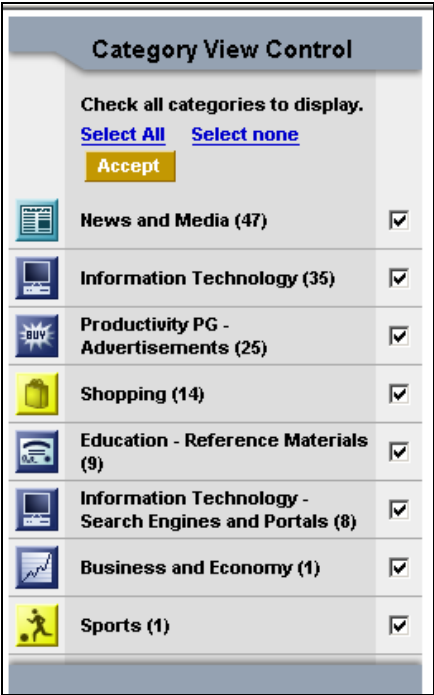 Category View Control
Check all categories to display.
Select All Select none
Accept
News and Media (47)
Information Technology (35)
BUY
Productivity PG -
Advertisements (25)
Shopping (14)
Education - Reference Materials
(9)
Information Technology -
Search Engines and Portals (8)
Business and Economy (1)
Sports (1)